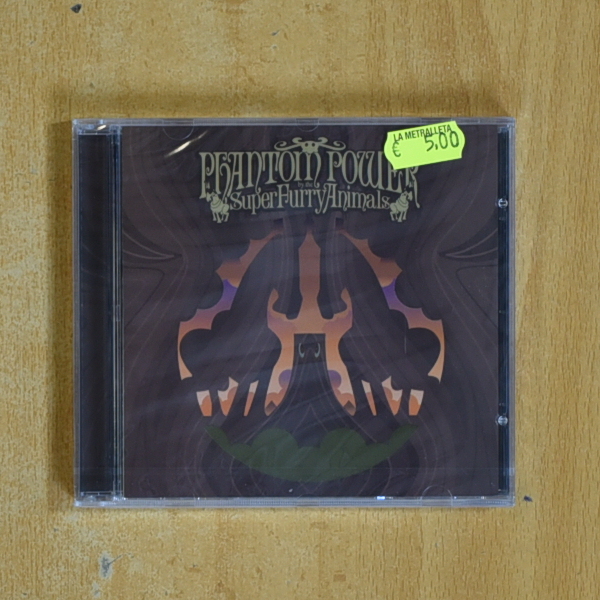 LA METRALLETA
€ 5,00
PHANTOM POWER
by the
Super Furry Animals